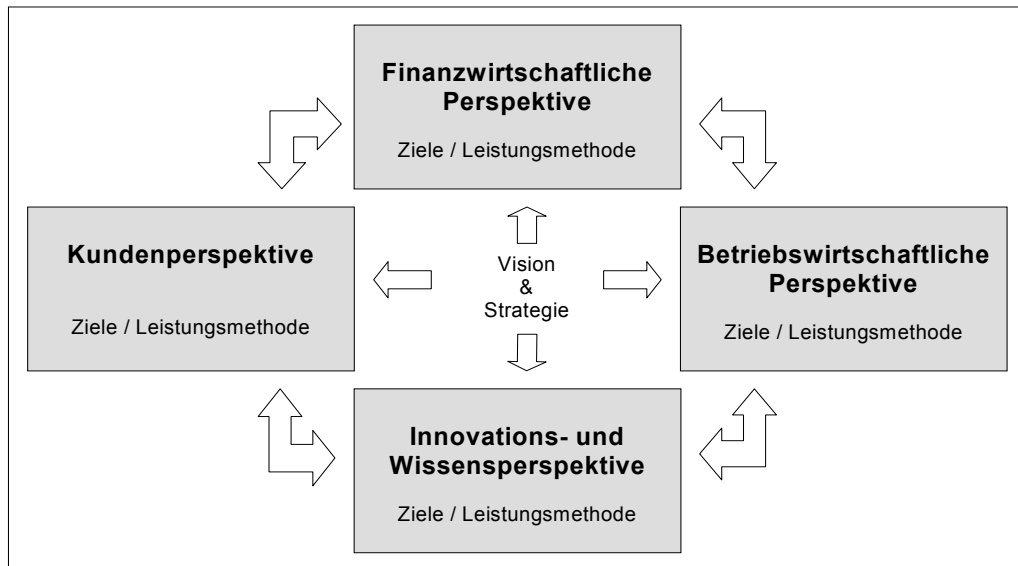 Finanzwirtschaftliche
Perspektive
Ziele / Leistungsmethode
Kundenperspektive
Ziele / Leistungsmethode
Vision
&
Strategie
Betriebswirtschaftliche
Perspektive
Ziele / Leistungsmethode
Innovations- und
Wissensperspektive
Ziele / Leistungsmethode